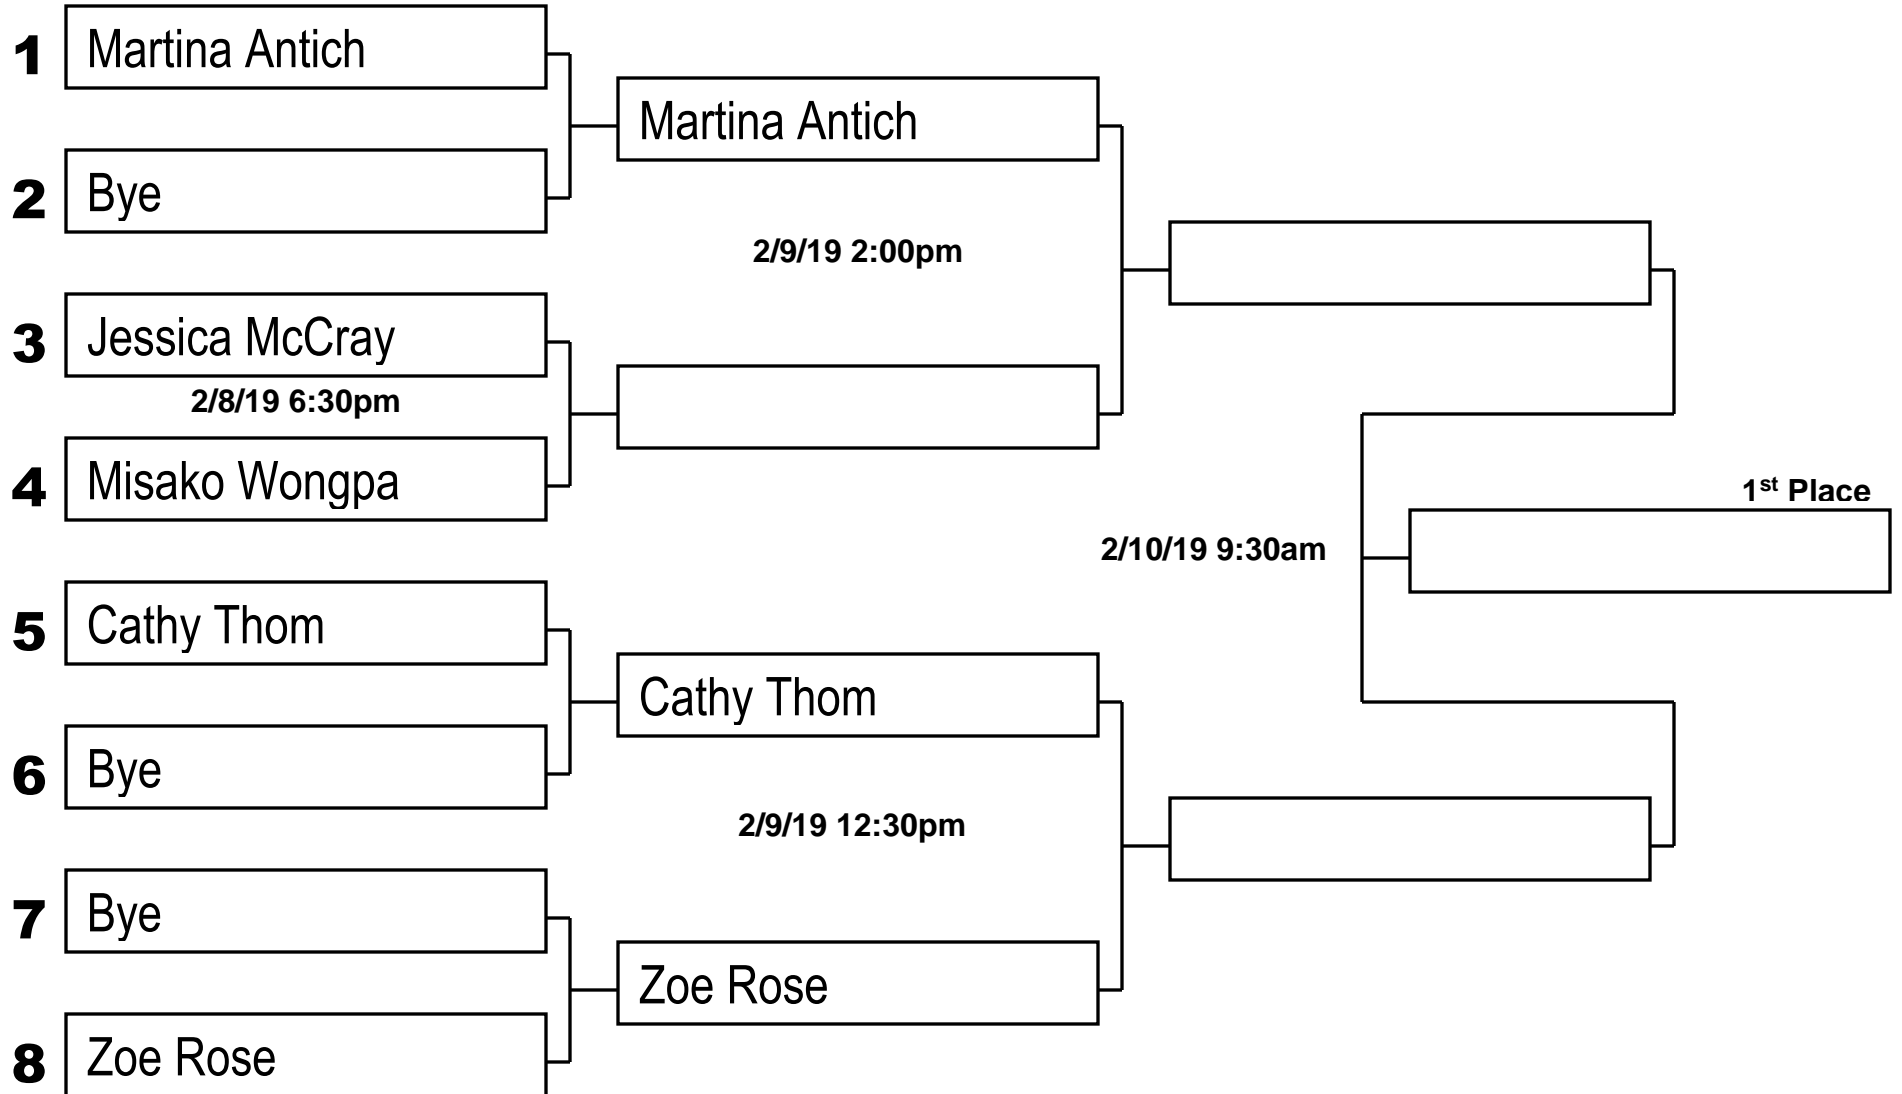 1 Martina Antich
Martina Antich
2 Bye
2/9/19 2:00pm
3 Jessica McCray
2/8/19 6:30pm
4 Misako Wongpa
1st Place
2/10/19 9:30am
5 Cathy Thom
Cathy Thom
6 Bye
2/9/19 12:30pm
7 Bye
Zoe Rose
8 Zoe Rose